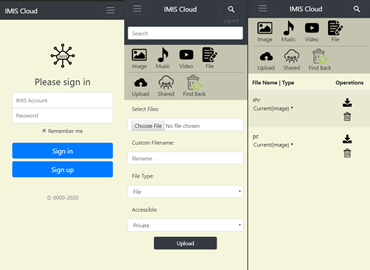 IMIS Cloud
Please sign in
IMIS Account
Password
Remember me
Sign in
Sign up
© 0000-2020
IMIS Cloud
Log out
Search
Image
Music
Video
File
Upload
Shared
Find Back
Select Files:
Choose File No file chosen
Custom Filename:
filename
File Type:
File
Accessible:
Private
Upload
IMIS Cloud
Image
Music
Video
File
Upload
Shared
Find Back
File Name | Type
Operations
Current(image)
Current(image)